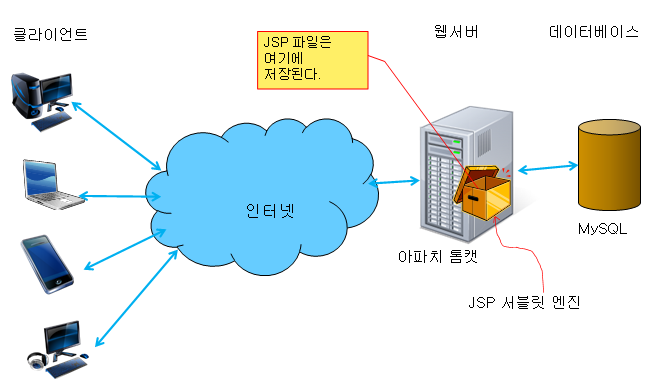 클라이언트
웹서버
데이터베이스
JSP 파일은
여기에
저장된다.
인터넷
아파치 톰캣
MySQL
JSP 서블릿 엔진